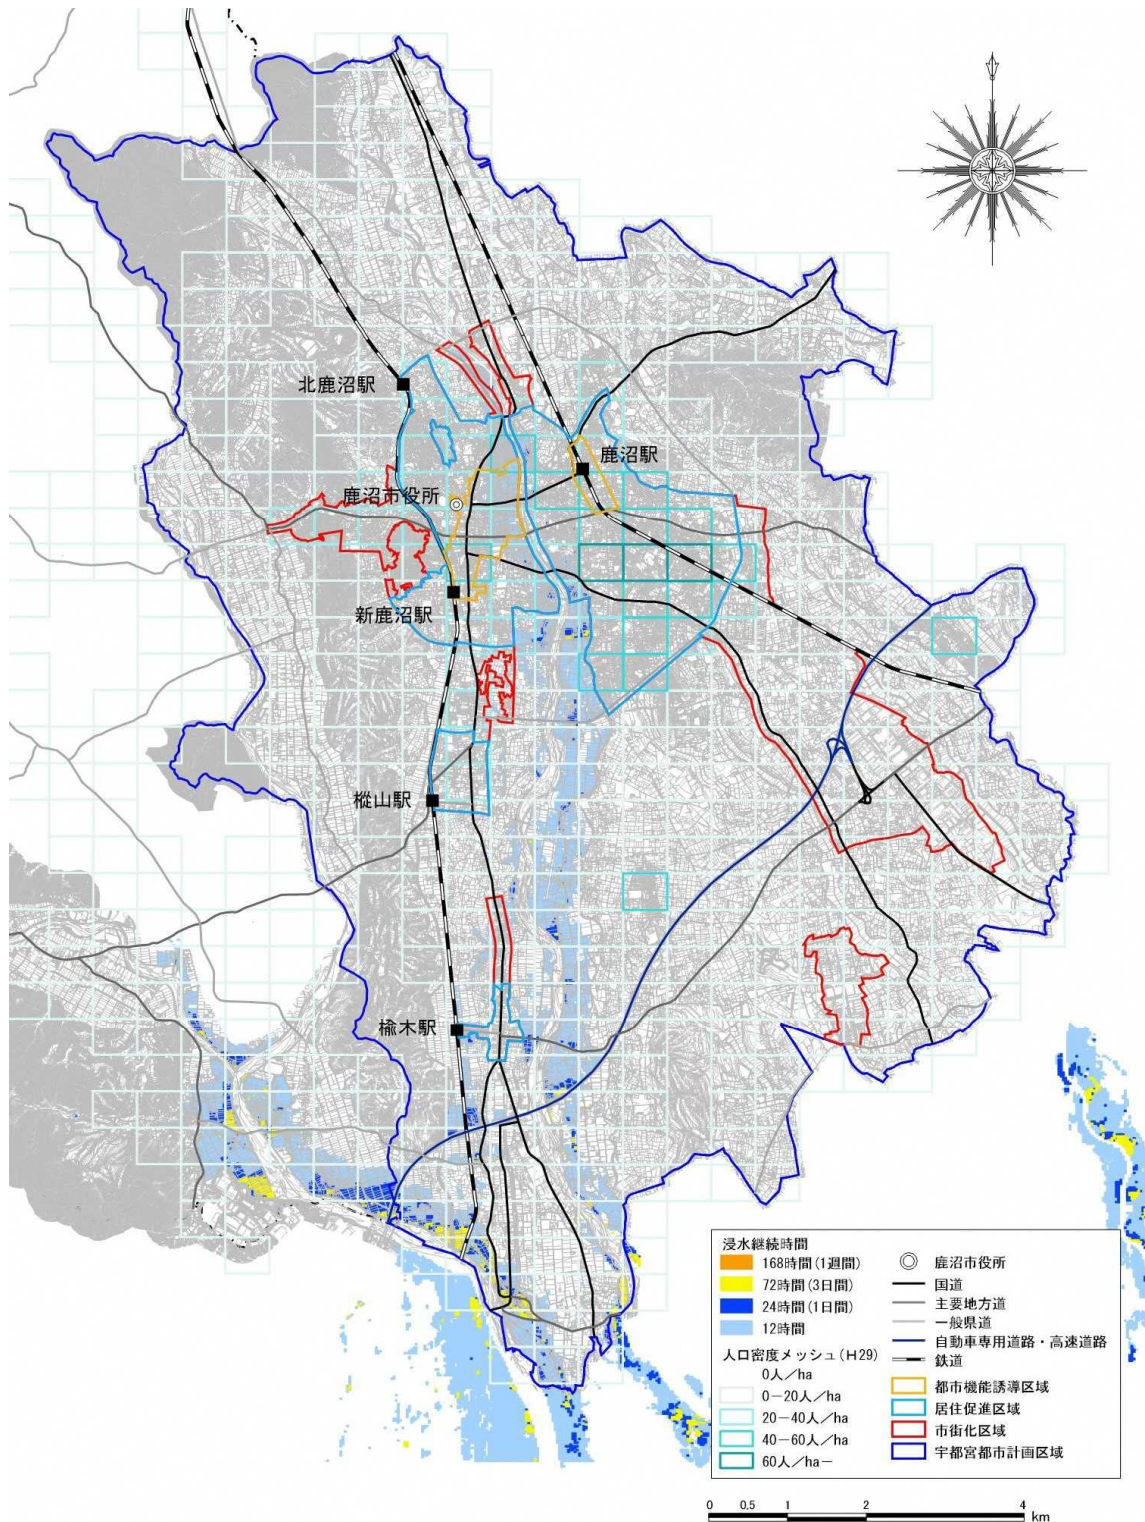 北鹿沼駅
鹿沼駅
鹿沼市役所
新鹿沼駅
樅山駅
楡木駅
浸水継続時間
168時間(1週間)
72時間(3日間)
24時間(1日間)
12時間
人口密度メッシュ(H29)
0人/ha
0-20人/ha
20-40人/ha
40-60人/ha
60人/ha-
鹿沼市役所
国道
主要地方道
一般県道
自動車専用道路・高速道路
鉄道
都市機能誘導区域
居住促進区域
市街化区域
宇都宮都市計画区域
0 0.5 1 2 4
km